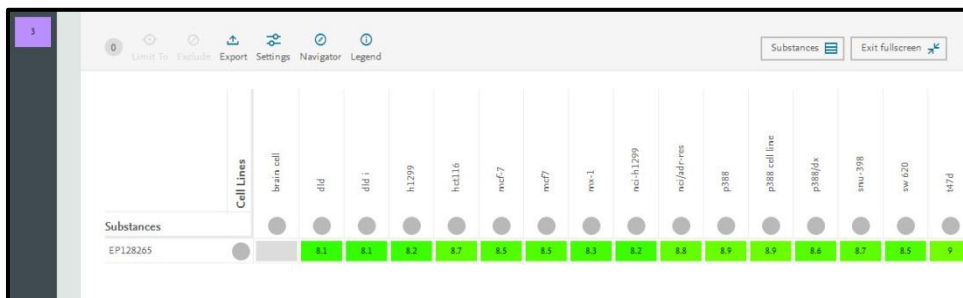 3
0 Limit To Exclude Export Settings Navigator Legend Substances Exit fullscreen
Cell Lines brain cell dld dld i h1299 hct116 mcf-7 mcf7 mx-1 nci-h1299 nci/adr-res p388 p388 cell line p388/dx snu-398 sw 620 t47d
Substances
EP128265 8.1 8.1 8.2 8.7 8.5 8.5 8.3 8.2 8.8 8.9 8.9 8.6 8.7 8.5 9